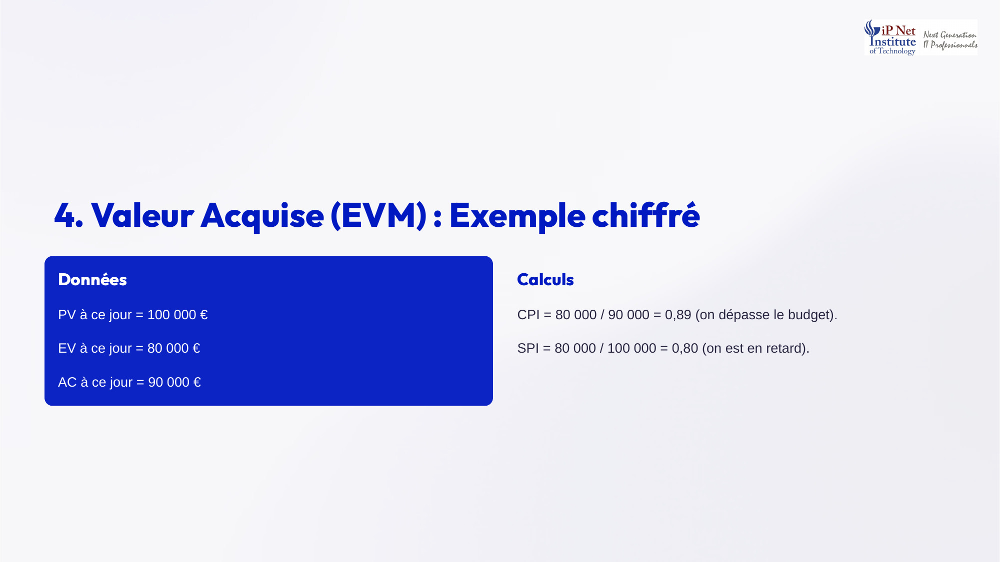 iP Net
Institute
of Technology
Next Generation
IT Professionnels
4. Valeur Acquise (EVM) : Exemple chiffré
Données
PV à ce jour = 100 000 €
EV à ce jour = 80 000 €
AC à ce jour = 90 000 €
Calculs
CPI = 80 000 / 90 000 = 0,89 (on dépasse le budget).
SPI = 80 000 / 100 000 = 0,80 (on est en retard).